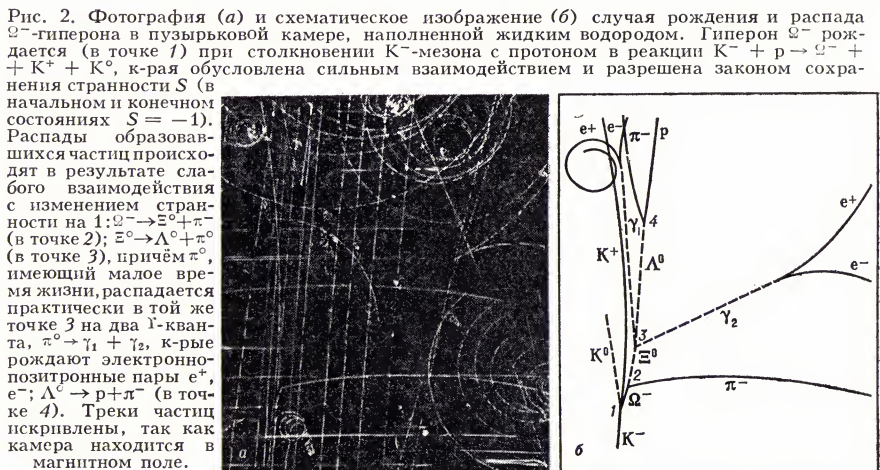 Рис. 2. Фотография (а) и схематическое изображение (б) случая рождения и распада
Ω⁻-гиперона в пузырьковой камере, наполненной жидким водородом. Гиперон Ω⁻ рож-
дается (в точке 1) при столкновении K⁻-мезона с протоном в реакции K⁻ + p → Ω⁻ +
+ K⁺ + K°, к-рая обусловлена сильным взаимодействием и разрешена законом сохра-
нения странности S (в
начальном и конечном
состояниях S = −1).
Распады образовав-
шихся частиц происхо-
дят в результате сла-
бого взаимодействия
с изменением стран-
ности на 1: Ω⁻→Ξ°+π⁻
(в точке 2); Ξ°→Λ°+π°
(в точке 3), причём π°,
имеющий малое вре-
мя жизни, распадается
практически в той же
точке 3 на два γ-кван-
та, π°→γ₁ + γ₂, к-рые
рождают электронно-
позитронные пары e⁺,
e⁻; Λ° → p+π⁻ (в точ-
ке 4). Треки частиц
искривлены, так как
камера находится в
магнитном поле.
а
e+
e−
π−
p
4
γ₁
K+
Λ⁰
e+
e−
γ₂
3
K⁰
Ξ⁰
2
Ω−
π−
1
K−
б